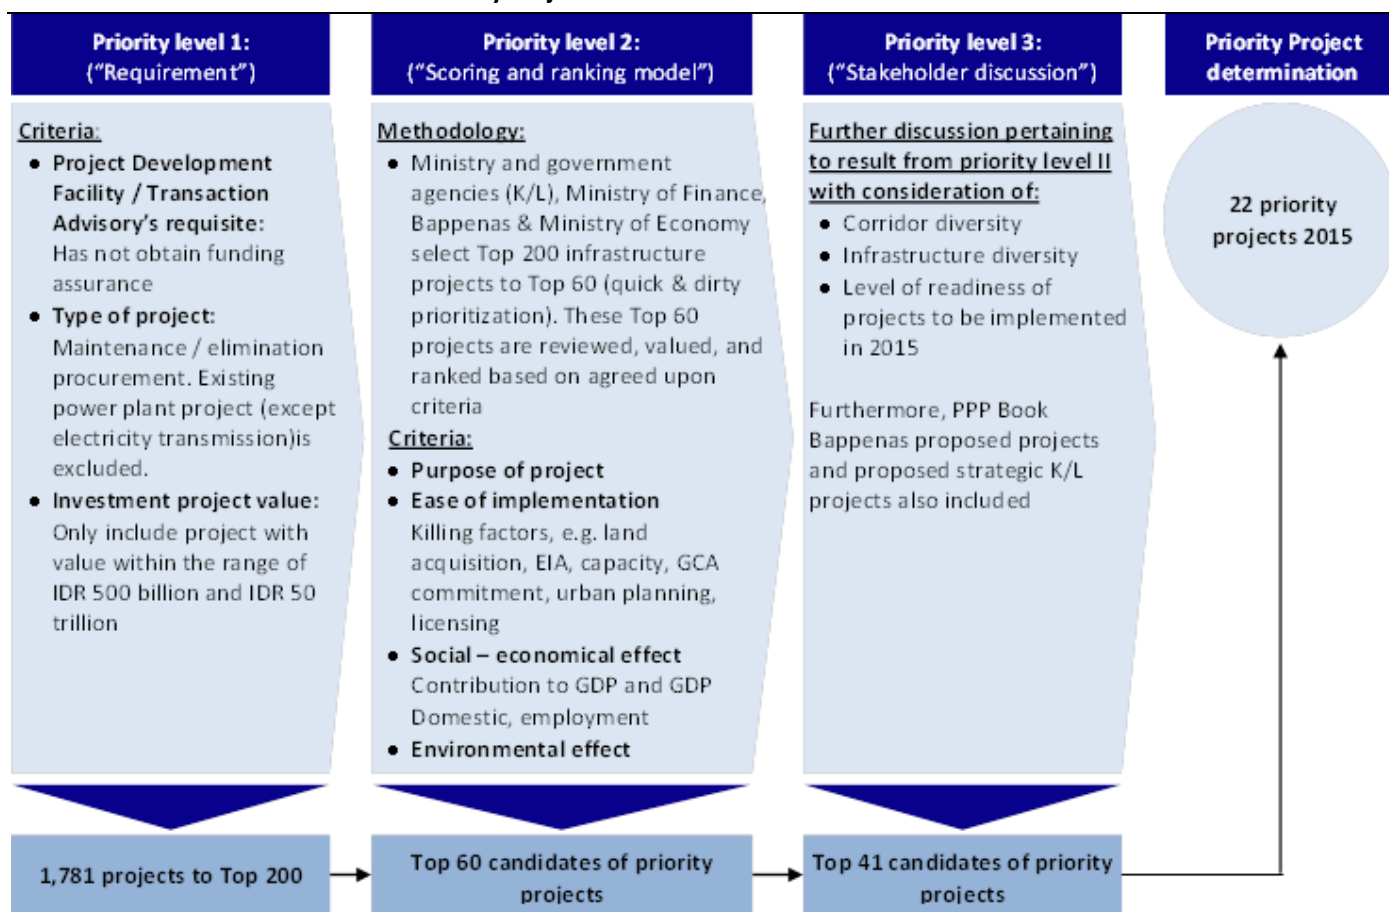 Priority level 1:
("Requirement")
Criteria:
● Project Development
Facility / Transaction
Advisory's requisite:
Has not obtain funding
assurance
● Type of project:
Maintenance / elimination
procurement. Existing
power plant project (except
electricity transmission)is
excluded.
● Investment project value:
Only include project with
value within the range of
IDR 500 billion and IDR 50
trillion
1,781 projects to Top 200
Priority level 2:
("Scoring and ranking model")
Methodology:
● Ministry and government
agencies (K/L), Ministry of Finance,
Bappenas & Ministry of Economy
select Top 200 infrastructure
projects to Top 60 (quick & dirty
prioritization). These Top 60
projects are reviewed, valued, and
ranked based on agreed upon
criteria
Criteria:
● Purpose of project
● Ease of implementation
Killing factors, e.g. land
acquisition, EIA, capacity, GCA
commitment, urban planning,
licensing
● Social – economical effect
Contribution to GDP and GDP
Domestic, employment
● Environmental effect
Top 60 candidates of priority
projects
Priority level 3:
("Stakeholder discussion")
Further discussion pertaining
to result from priority level II
with consideration of:
● Corridor diversity
● Infrastructure diversity
● Level of readiness of
projects to be implemented
in 2015
Furthermore, PPP Book
Bappenas proposed projects
and proposed strategic K/L
projects also included
Top 41 candidates of priority
projects
Priority Project
determination
22 priority
projects 2015